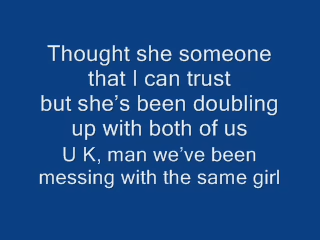 Thought she someone
that I can trust
but she’s been doubling
up with both of us
U K, man we’ve been
messing with the same girl